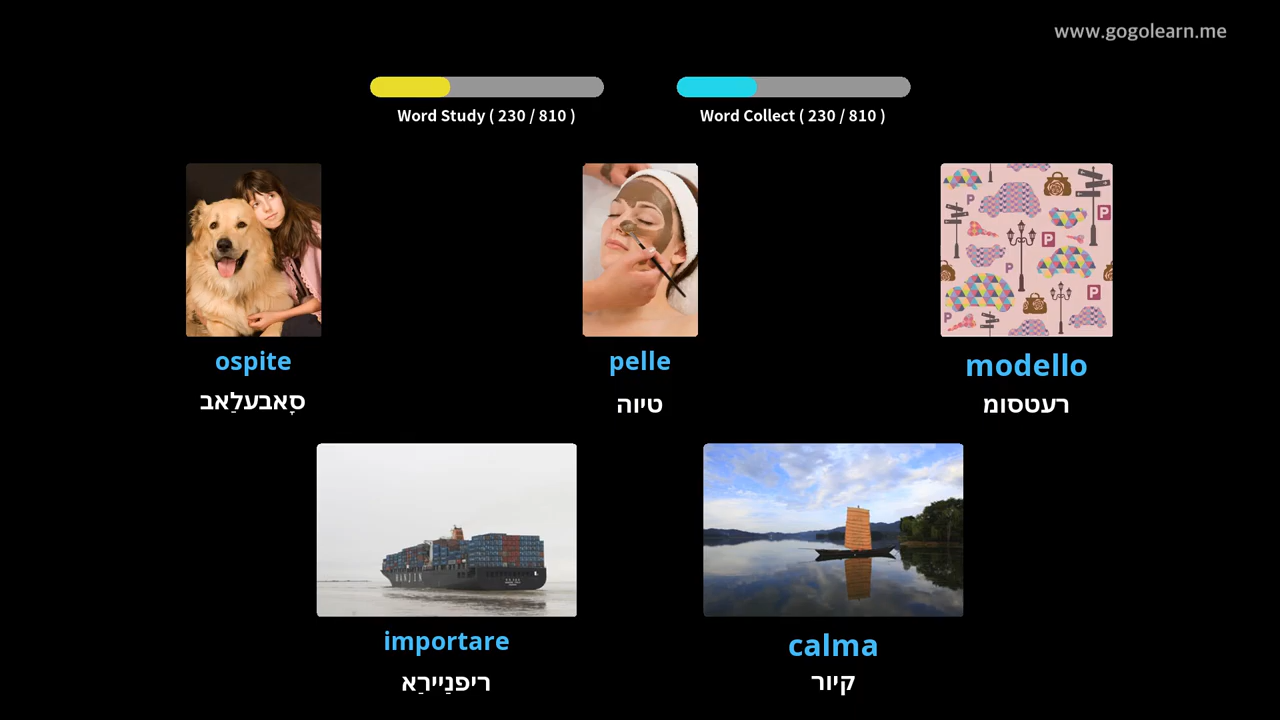 www.gogolearn.me
Word Study ( 230 / 810 )
Word Collect ( 230 / 810 )
ospite
סָאבעלַאב
pelle
טיוה
modello
רעטסומ
importare
ריפנַיירַא
calma
קיור